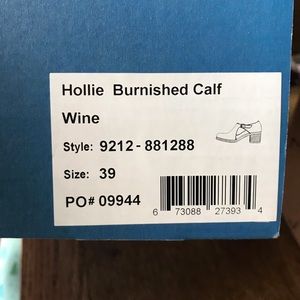 Hollie Burnished Calf
Wine
Style: 9212-881288
Size: 39
PO# 09944
6 73088 27393 4